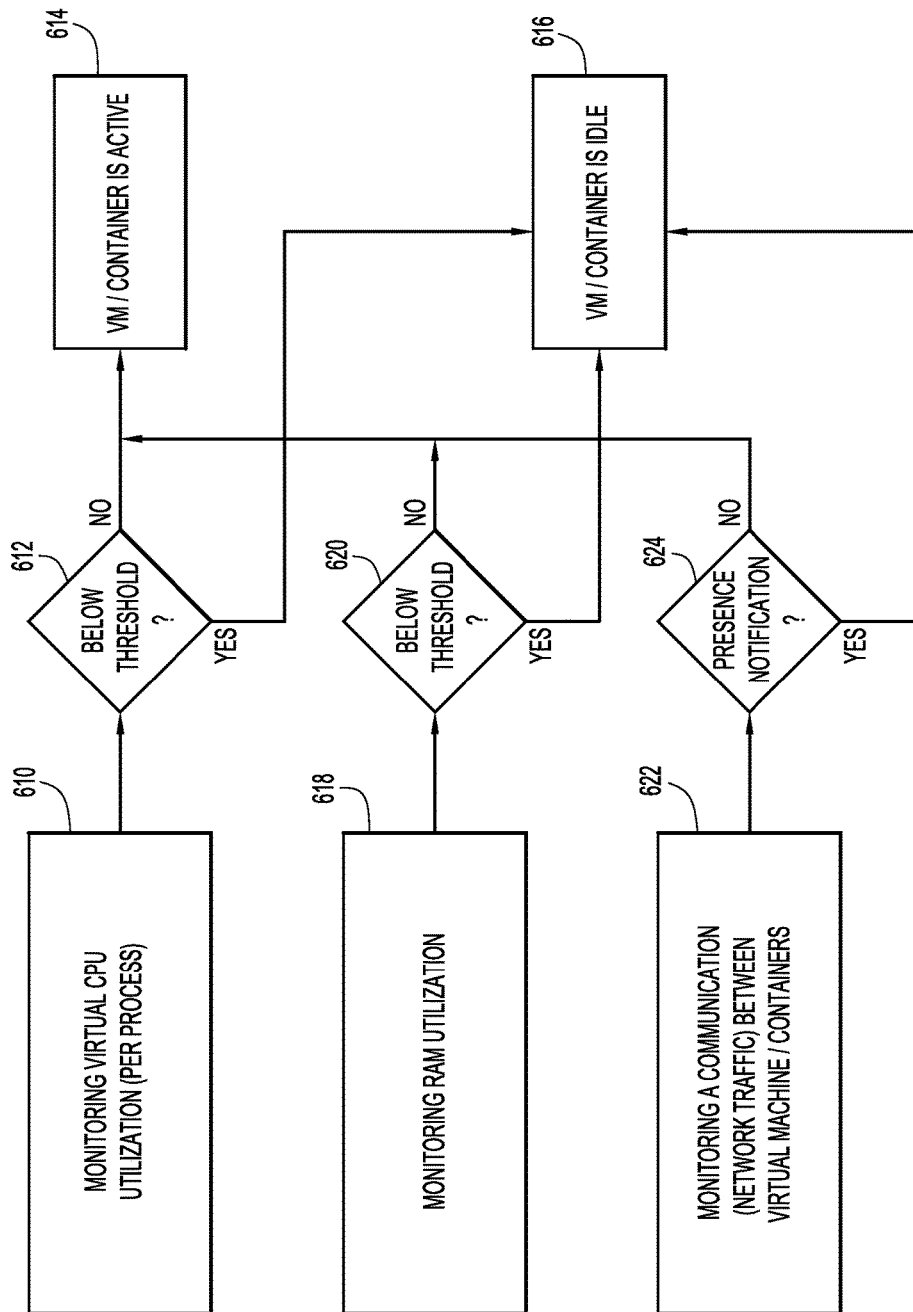 610
MONITORING VIRTUAL CPU
UTILIZATION (PER PROCESS)
612
BELOW
THRESHOLD
?
NO
YES
614
VM / CONTAINER IS ACTIVE
618
MONITORING RAM UTILIZATION
620
BELOW
THRESHOLD
?
NO
YES
616
VM / CONTAINER IS IDLE
622
MONITORING A COMMUNICATION
(NETWORK TRAFFIC) BETWEEN
VIRTUAL MACHINE / CONTAINERS
624
PRESENCE
NOTIFICATION
?
NO
YES